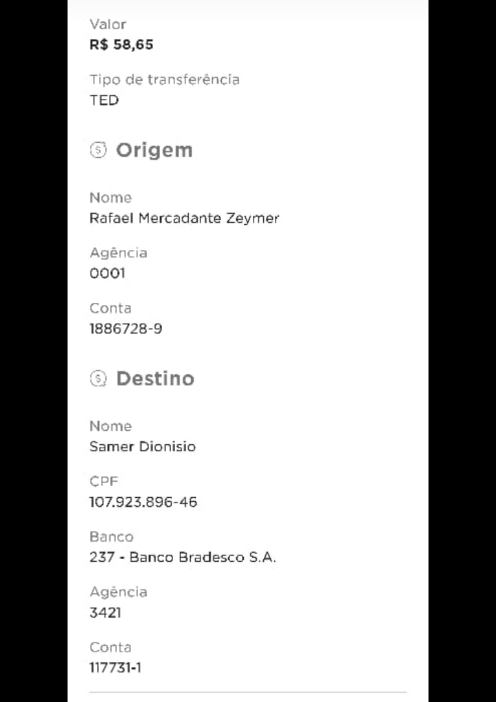 Valor
R$ 58,65
Tipo de transferência
TED
Origem
Nome
Rafael Mercadante Zeymer
Agência
0001
Conta
1886728-9
Destino
Nome
Samer Dionisio
CPF
107.923.896-46
Banco
237 - Banco Bradesco S.A.
Agência
3421
Conta
117731-1